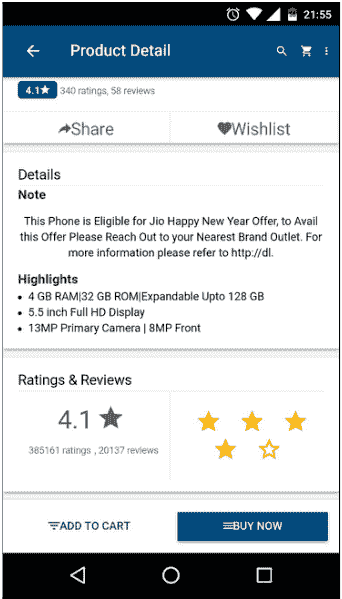 21:55
Product Detail
4.1★ 340 ratings, 58 reviews
Share Wishlist
Details
Note
This Phone is Eligible for Jio Happy New Year Offer, to Avail
this Offer Please Reach Out to your Nearest Brand Outlet. For
more information please refer to http://dl.
Highlights
• 4 GB RAM|32 GB ROM|Expandable Upto 128 GB
• 5.5 inch Full HD Display
• 13MP Primary Camera | 8MP Front
Ratings & Reviews
4.1 ★
385161 ratings , 20137 reviews
ADD TO CART BUY NOW